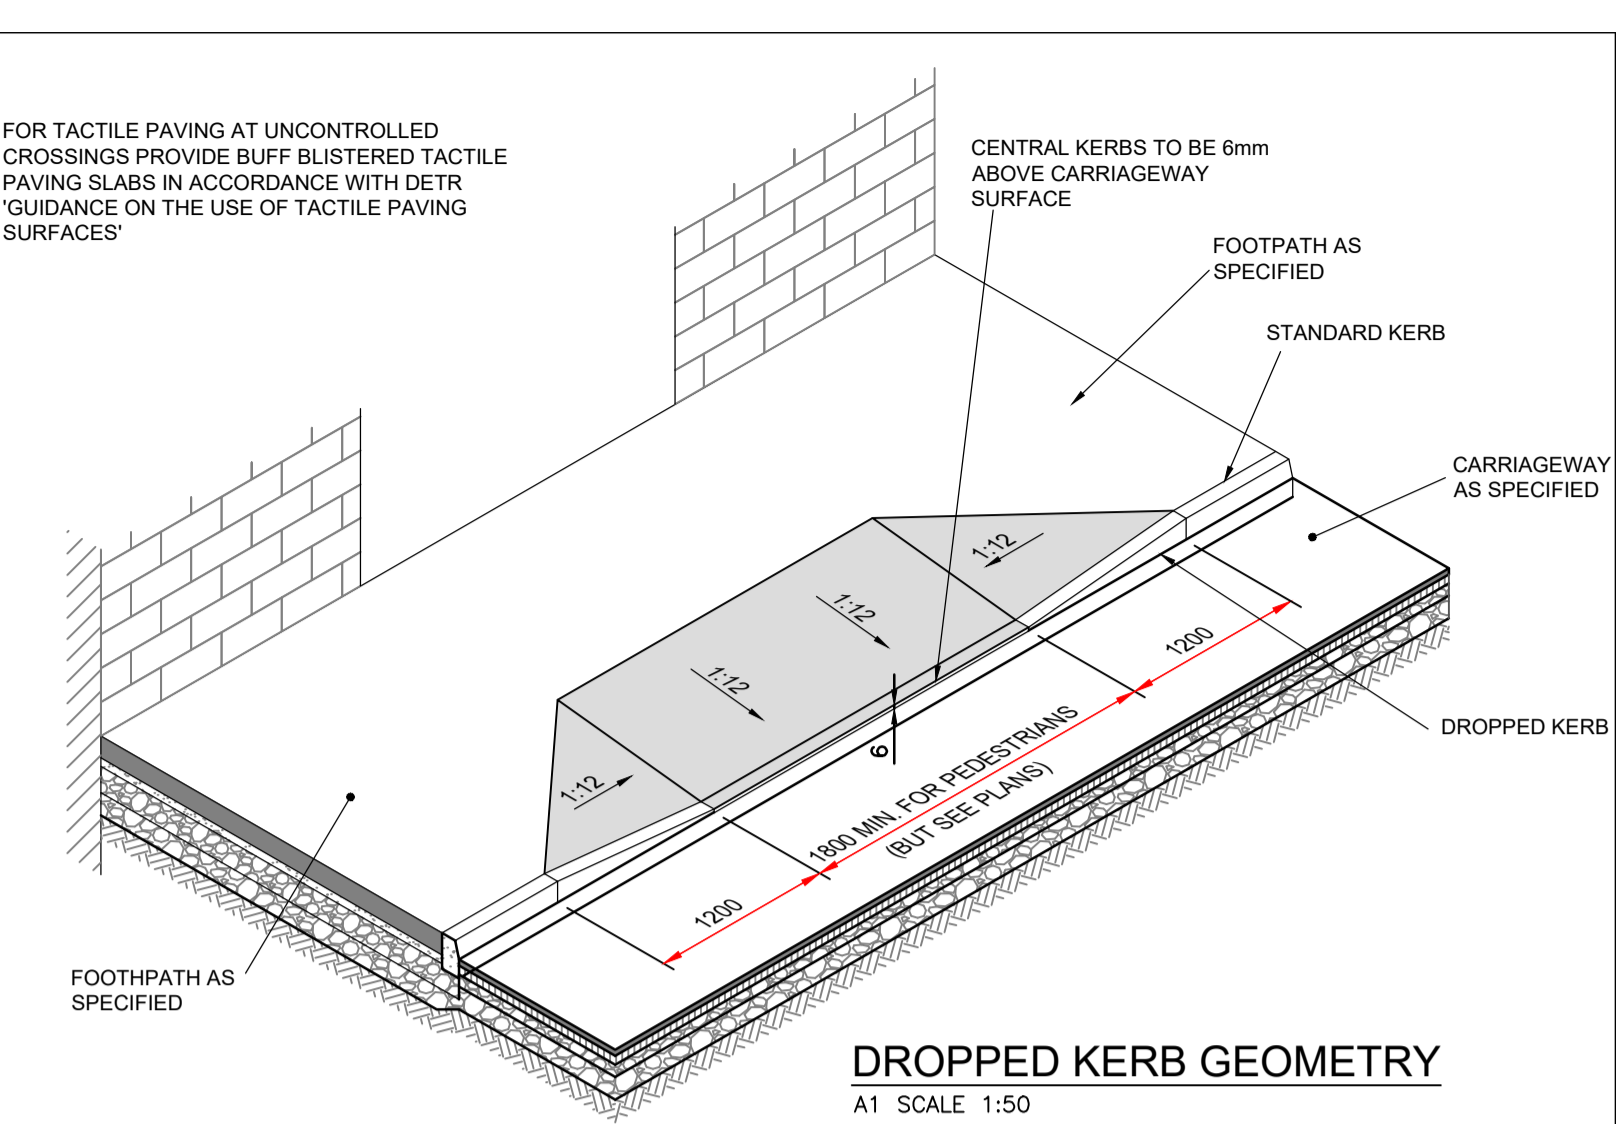 FOR TACTILE PAVING AT UNCONTROLLED
CROSSINGS PROVIDE BUFF BLISTERED TACTILE
PAVING SLABS IN ACCORDANCE WITH DETR
'GUIDANCE ON THE USE OF TACTILE PAVING
SURFACES'
CENTRAL KERBS TO BE 6mm
ABOVE CARRIAGEWAY
SURFACE
FOOTPATH AS
SPECIFIED
STANDARD KERB
CARRIAGEWAY
AS SPECIFIED
1:12
1:12
1:12
1:12
1200
6
1800 MIN. FOR PEDESTRIANS
(BUT SEE PLANS)
1200
DROPPED KERB
FOOTHPATH AS
SPECIFIED
DROPPED KERB GEOMETRY
A1 SCALE 1:50